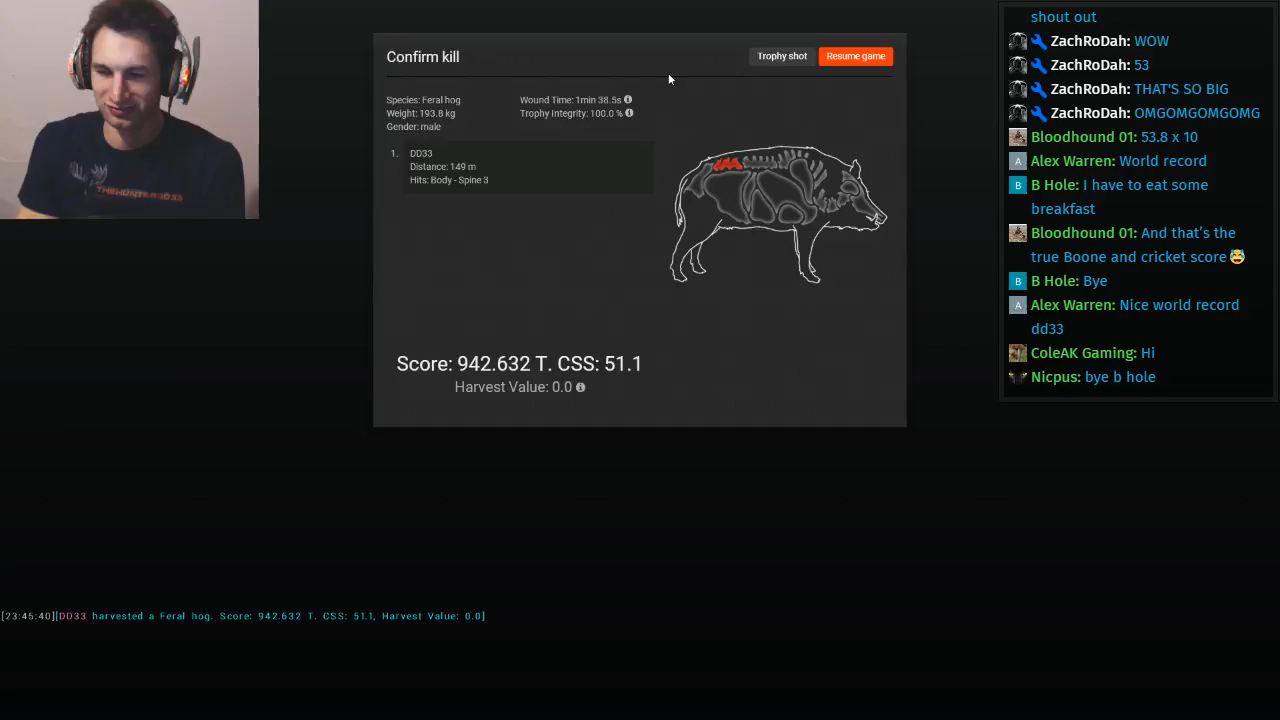 shout out
ZachRoDah: WOW
ZachRoDah: 53
ZachRoDah: THAT'S SO BIG
ZachRoDah: OMGOMGOMGOMG
Bloodhound 01: 53.8 x 10
A Alex Warren: World record
B B Hole: I have to eat some
breakfast
Bloodhound 01: And that's the
true Boone and cricket score😅
B B Hole: Bye
A Alex Warren: Nice world record
dd33
ColeAK Gaming: Hi
Nicpus: bye b hole
Confirm kill
Trophy shot
Resume game
Species: Feral hog
Weight: 193.8 kg
Gender: male
Wound Time: 1min 38.5s
Trophy Integrity: 100.0 %
1. DD33
Distance: 149 m
Hits: Body - Spine 3
Score: 942.632 T. CSS: 51.1
Harvest Value: 0.0
[23:45:40][DD33 harvested a Feral hog. Score: 942.632 T. CSS: 51.1, Harvest Value: 0.0]